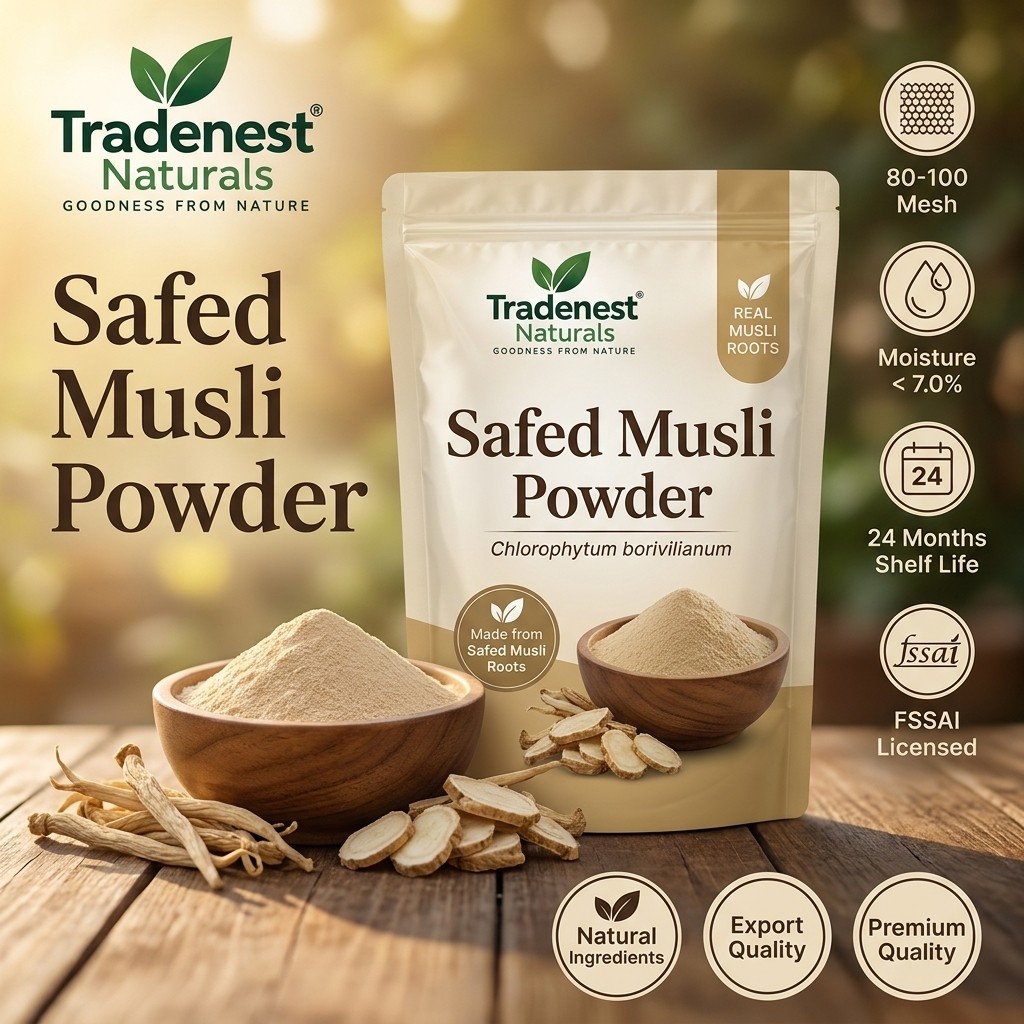 Tradenest®
Naturals
GOODNESS FROM NATURE
Safed
Musli
Powder
Tradenest®
Naturals
GOODNESS FROM NATURE
REAL
MUSLI
ROOTS
Safed Musli
Powder
Chlorophytum borivilianum
Made from
Safed Musli
Roots
80-100
Mesh
Moisture
< 7.0%
24
24 Months
Shelf Life
fssai
FSSAI
Licensed
Natural
Ingredients
Export
Quality
Premium
Quality